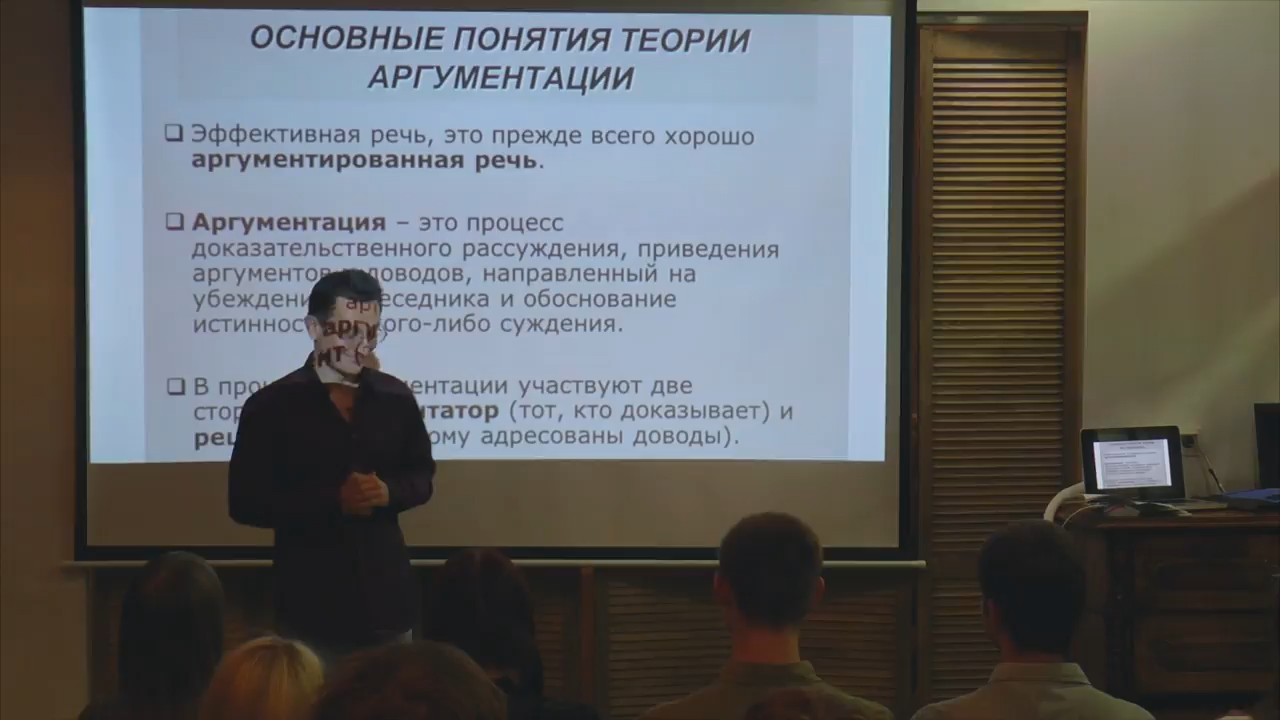 ОСНОВНЫЕ ПОНЯТИЯ ТЕОРИИ
АРГУМЕНТАЦИИ
Эффективная речь, это прежде всего хорошо
аргументированная речь.
Аргументация – это процесс
доказательственного рассуждения, приведения
аргументов доводов, направленный на
и обоснование
суждения.
В участвуют две
(тот, кто доказывает) и
адресованы доводы).